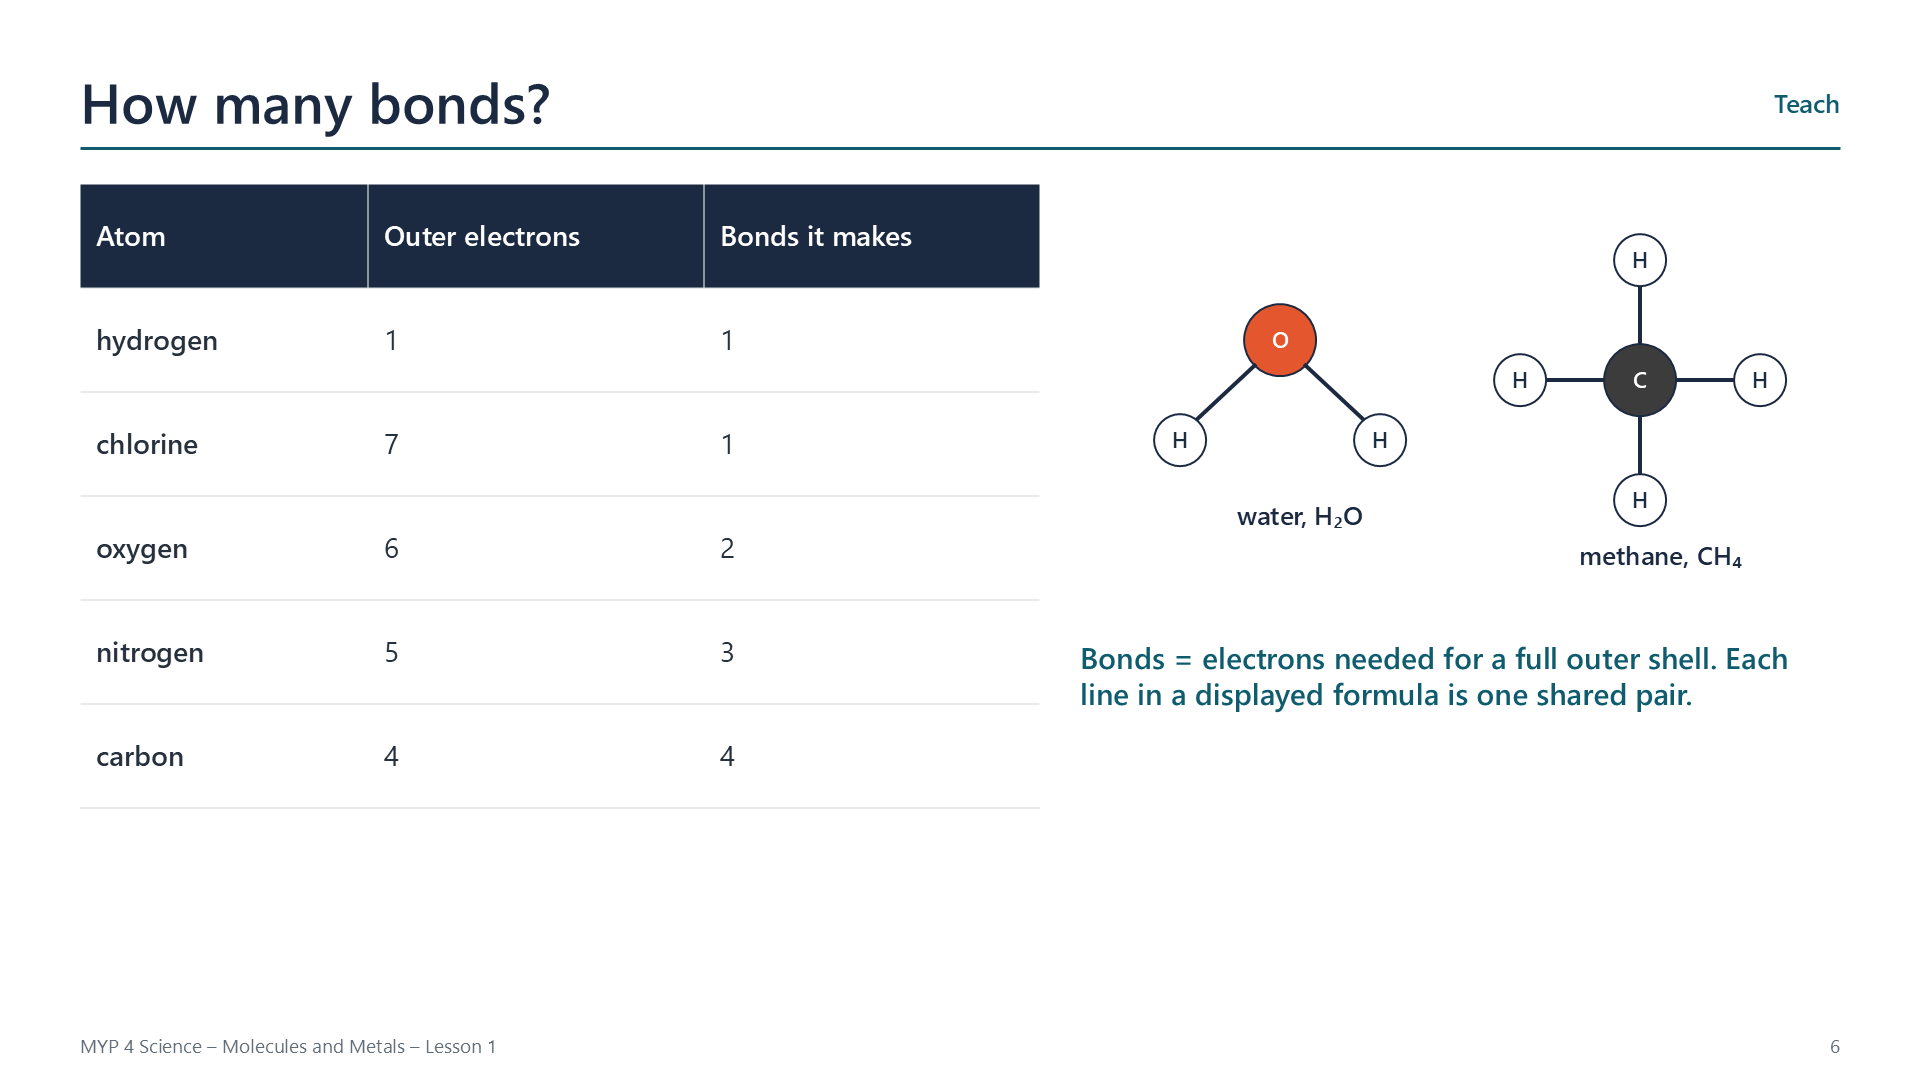 How many bonds?
Teach
Atom Outer electrons Bonds it makes
hydrogen 1 1
chlorine 7 1
oxygen 6 2
nitrogen 5 3
carbon 4 4
O
H H
water, H₂O
H
H C H
H
methane, CH₄
Bonds = electrons needed for a full outer shell. Each
line in a displayed formula is one shared pair.
MYP 4 Science – Molecules and Metals – Lesson 1
6